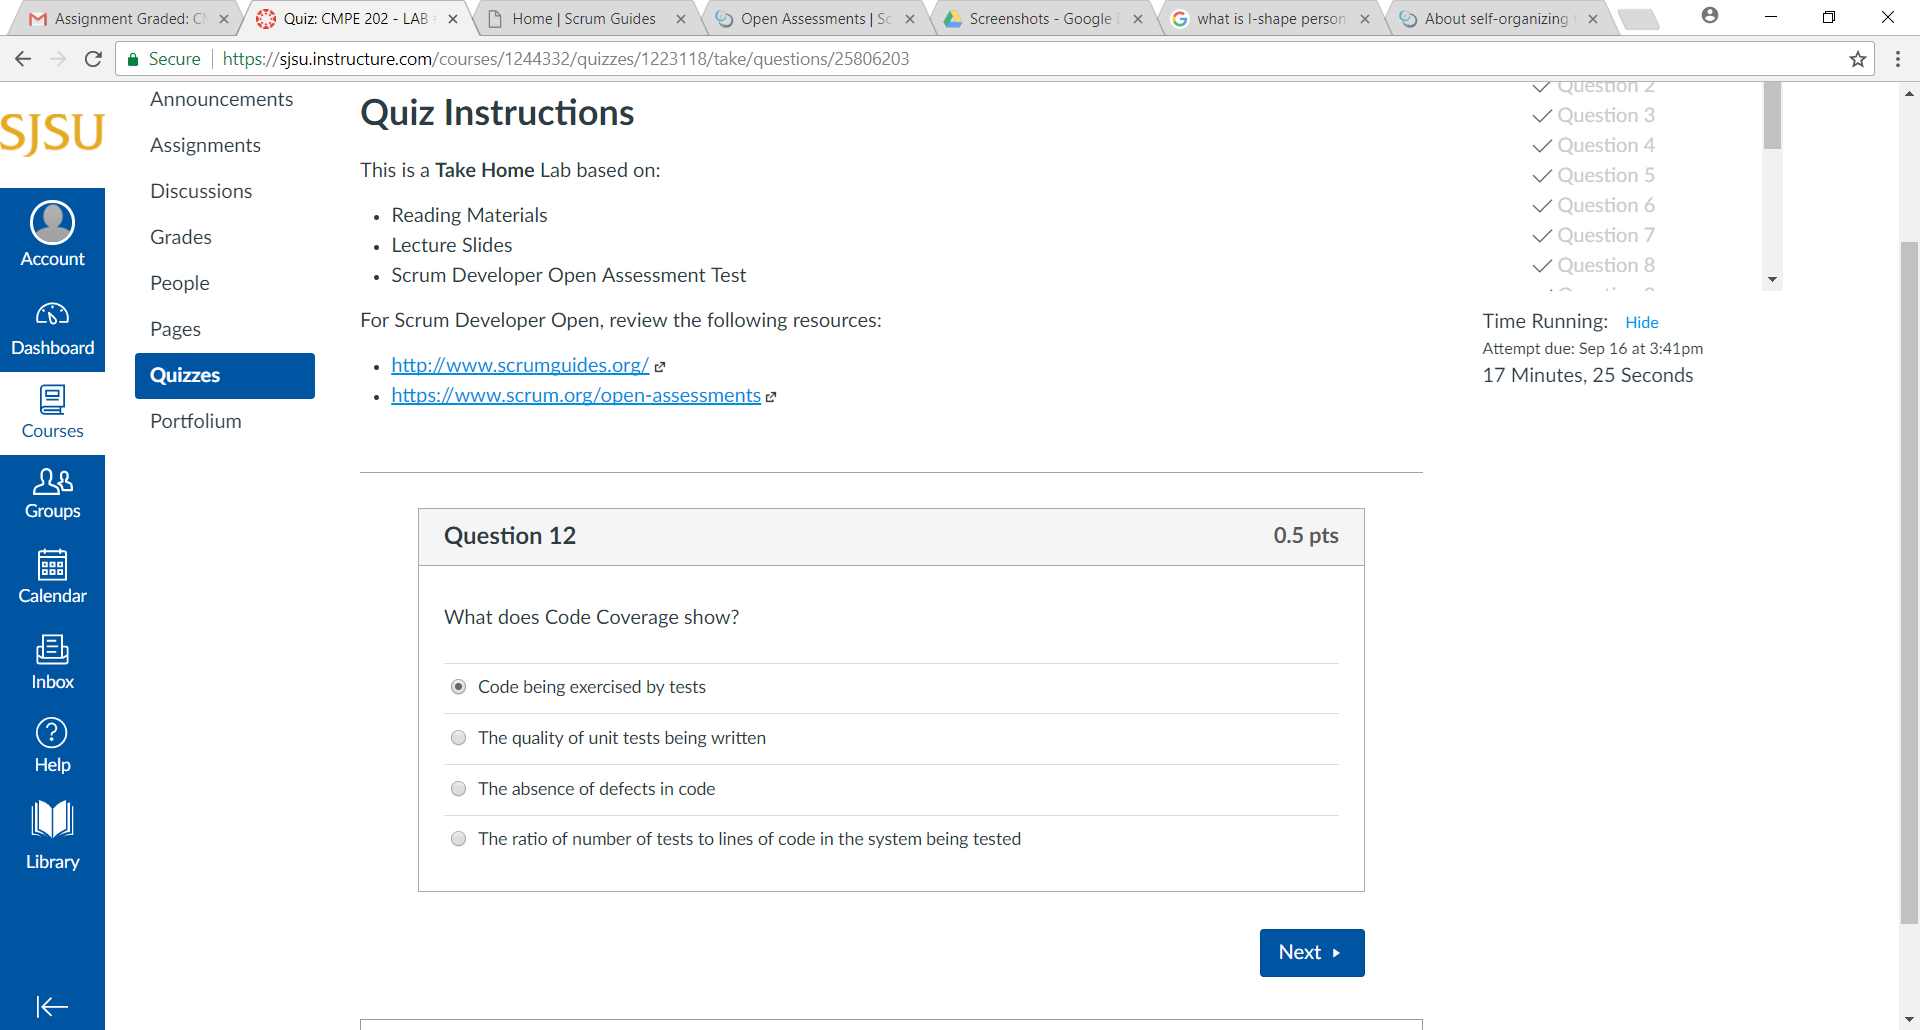 Assignment Graded: CM
Quiz: CMPE 202 - LAB
Home | Scrum Guides
Open Assessments | Sc
Screenshots - Google D
what is I-shape person
About self-organizing
Secure
https://sjsu.instructure.com/courses/1244332/quizzes/1223118/take/questions/25806203
SJSU
Account
Dashboard
Courses
Groups
Calendar
Inbox
Help
Library
Announcements
Assignments
Discussions
Grades
People
Pages
Quizzes
Portfolium
Quiz Instructions
This is a Take Home Lab based on:
• Reading Materials
• Lecture Slides
• Scrum Developer Open Assessment Test
For Scrum Developer Open, review the following resources:
• http://www.scrumguides.org/
• https://www.scrum.org/open-assessments
Question 12
0.5 pts
What does Code Coverage show?
Code being exercised by tests
The quality of unit tests being written
The absence of defects in code
The ratio of number of tests to lines of code in the system being tested
Next
Question 2
Question 3
Question 4
Question 5
Question 6
Question 7
Question 8
Time Running: Hide
Attempt due: Sep 16 at 3:41pm
17 Minutes, 25 Seconds